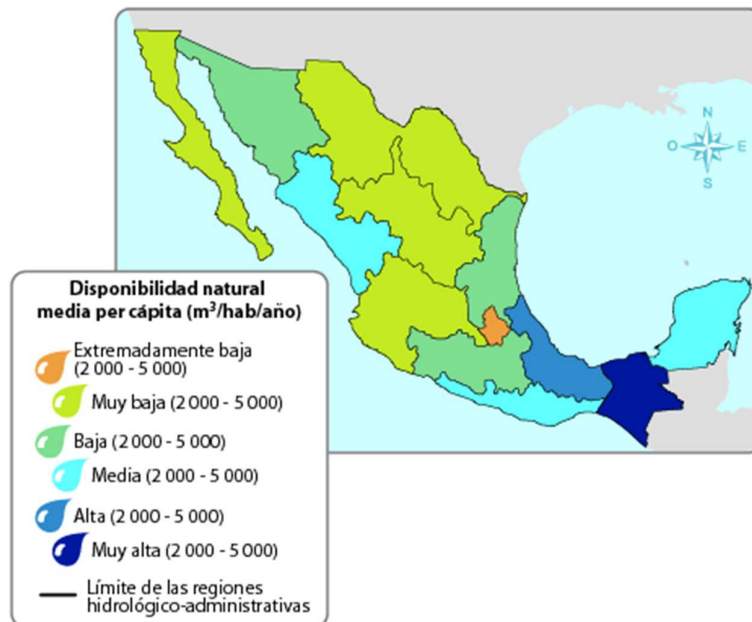 N
O E
S
Disponibilidad natural
media per cápita (m³/hab/año)
Extremadamente baja
(2 000 - 5 000)
Muy baja (2 000 - 5 000)
Baja (2 000 - 5 000)
Media (2 000 - 5 000)
Alta (2 000 - 5 000)
Muy alta (2 000 - 5 000)
Límite de las regiones
hidrológico-administrativas